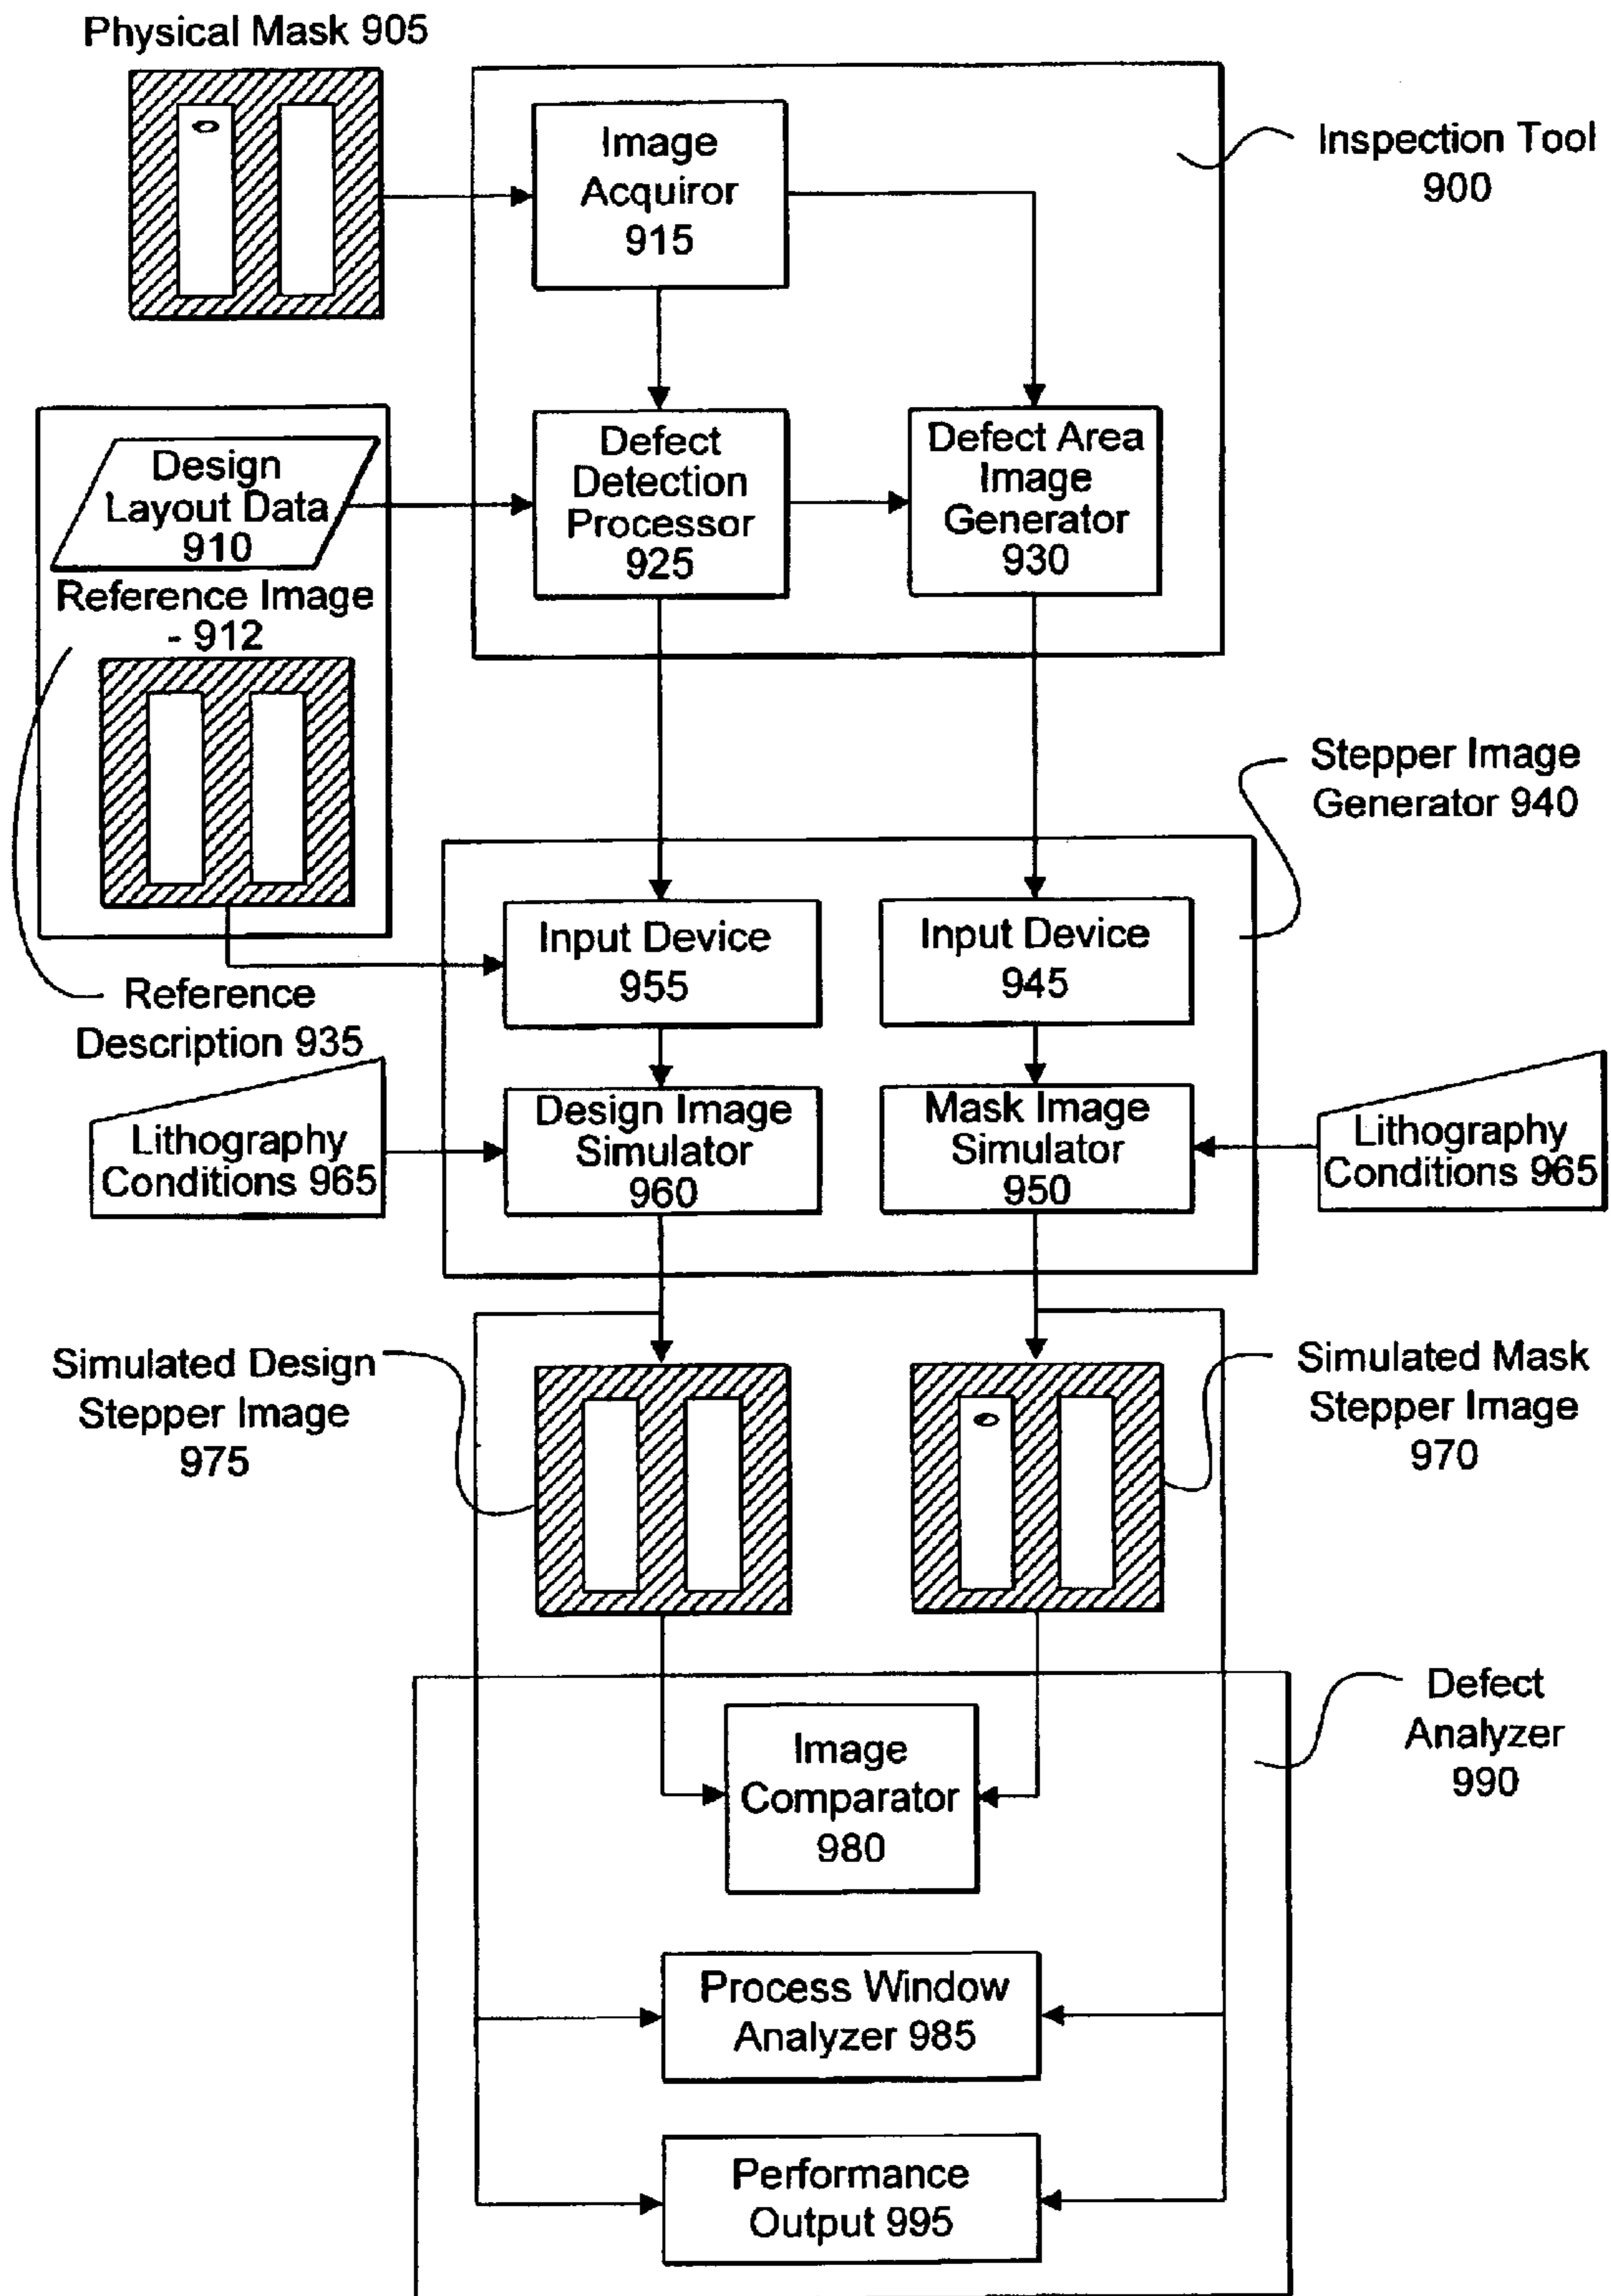 Physical Mask 905
Image
Acquiror
915
Inspection Tool
900
Design
Layout Data
910
Defect
Detection
Processor
925
Defect Area
Image
Generator
930
Reference Image
- 912
Stepper Image
Generator 940
Input Device
955
Input Device
945
Reference
Description 935
Lithography
Conditions 965
Design Image
Simulator
960
Mask Image
Simulator
950
Lithography
Conditions 965
Simulated Design
Stepper Image
975
Simulated Mask
Stepper Image
970
Image
Comparator
980
Defect
Analyzer
990
Process Window
Analyzer 985
Performance
Output 995